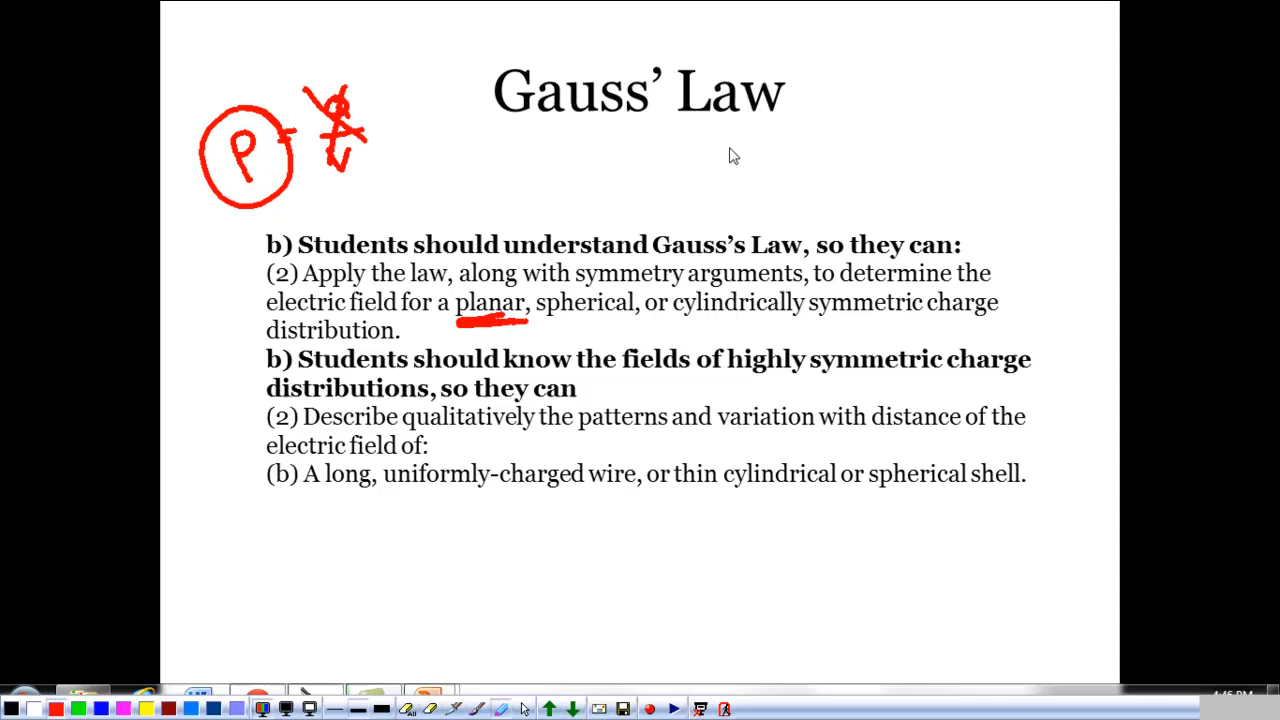 Gauss’ Law
b) Students should understand Gauss’s Law, so they can:
(2) Apply the law, along with symmetry arguments, to determine the
electric field for a planar, spherical, or cylindrically symmetric charge
distribution.
b) Students should know the fields of highly symmetric charge
distributions, so they can
(2) Describe qualitatively the patterns and variation with distance of the
electric field of:
(b) A long, uniformly-charged wire, or thin cylindrical or spherical shell.